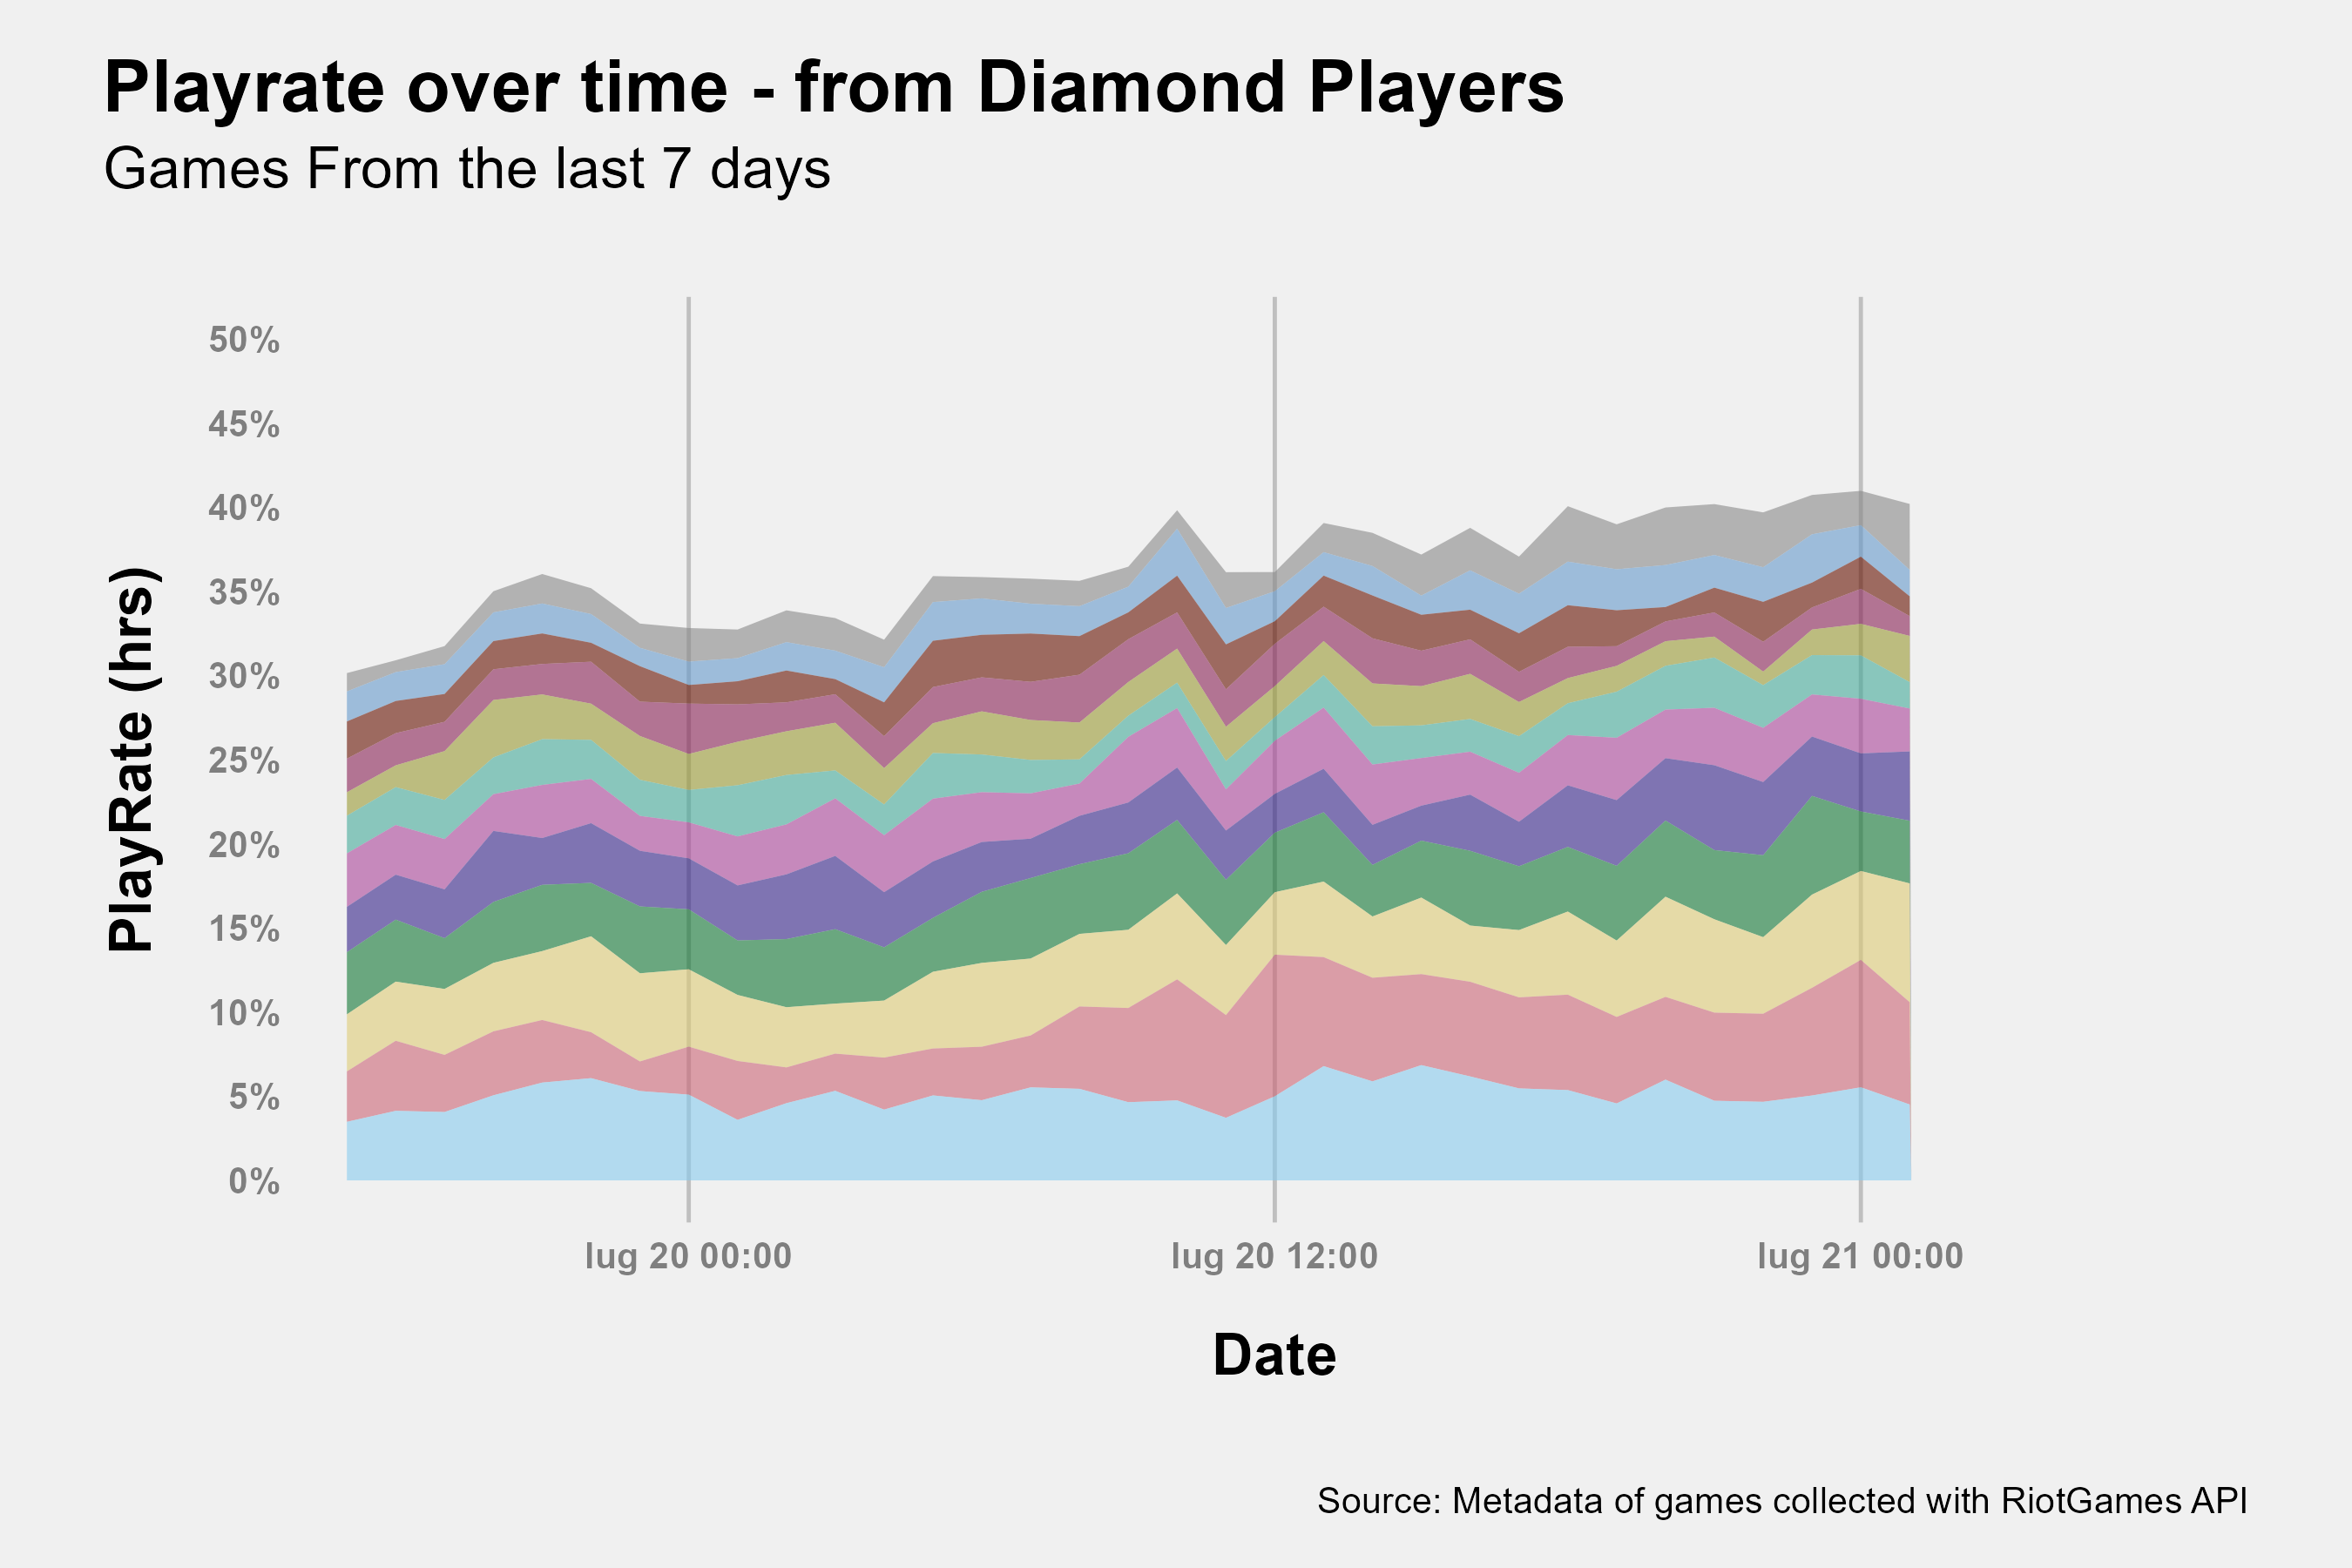 Playrate over time - from Diamond Players
Games From the last 7 days
PlayRate (hrs)
50%
45%
40%
35%
30%
25%
20%
15%
10%
5%
0%
lug 20 00:00
lug 20 12:00
lug 21 00:00
Date
Source: Metadata of games collected with RiotGames API